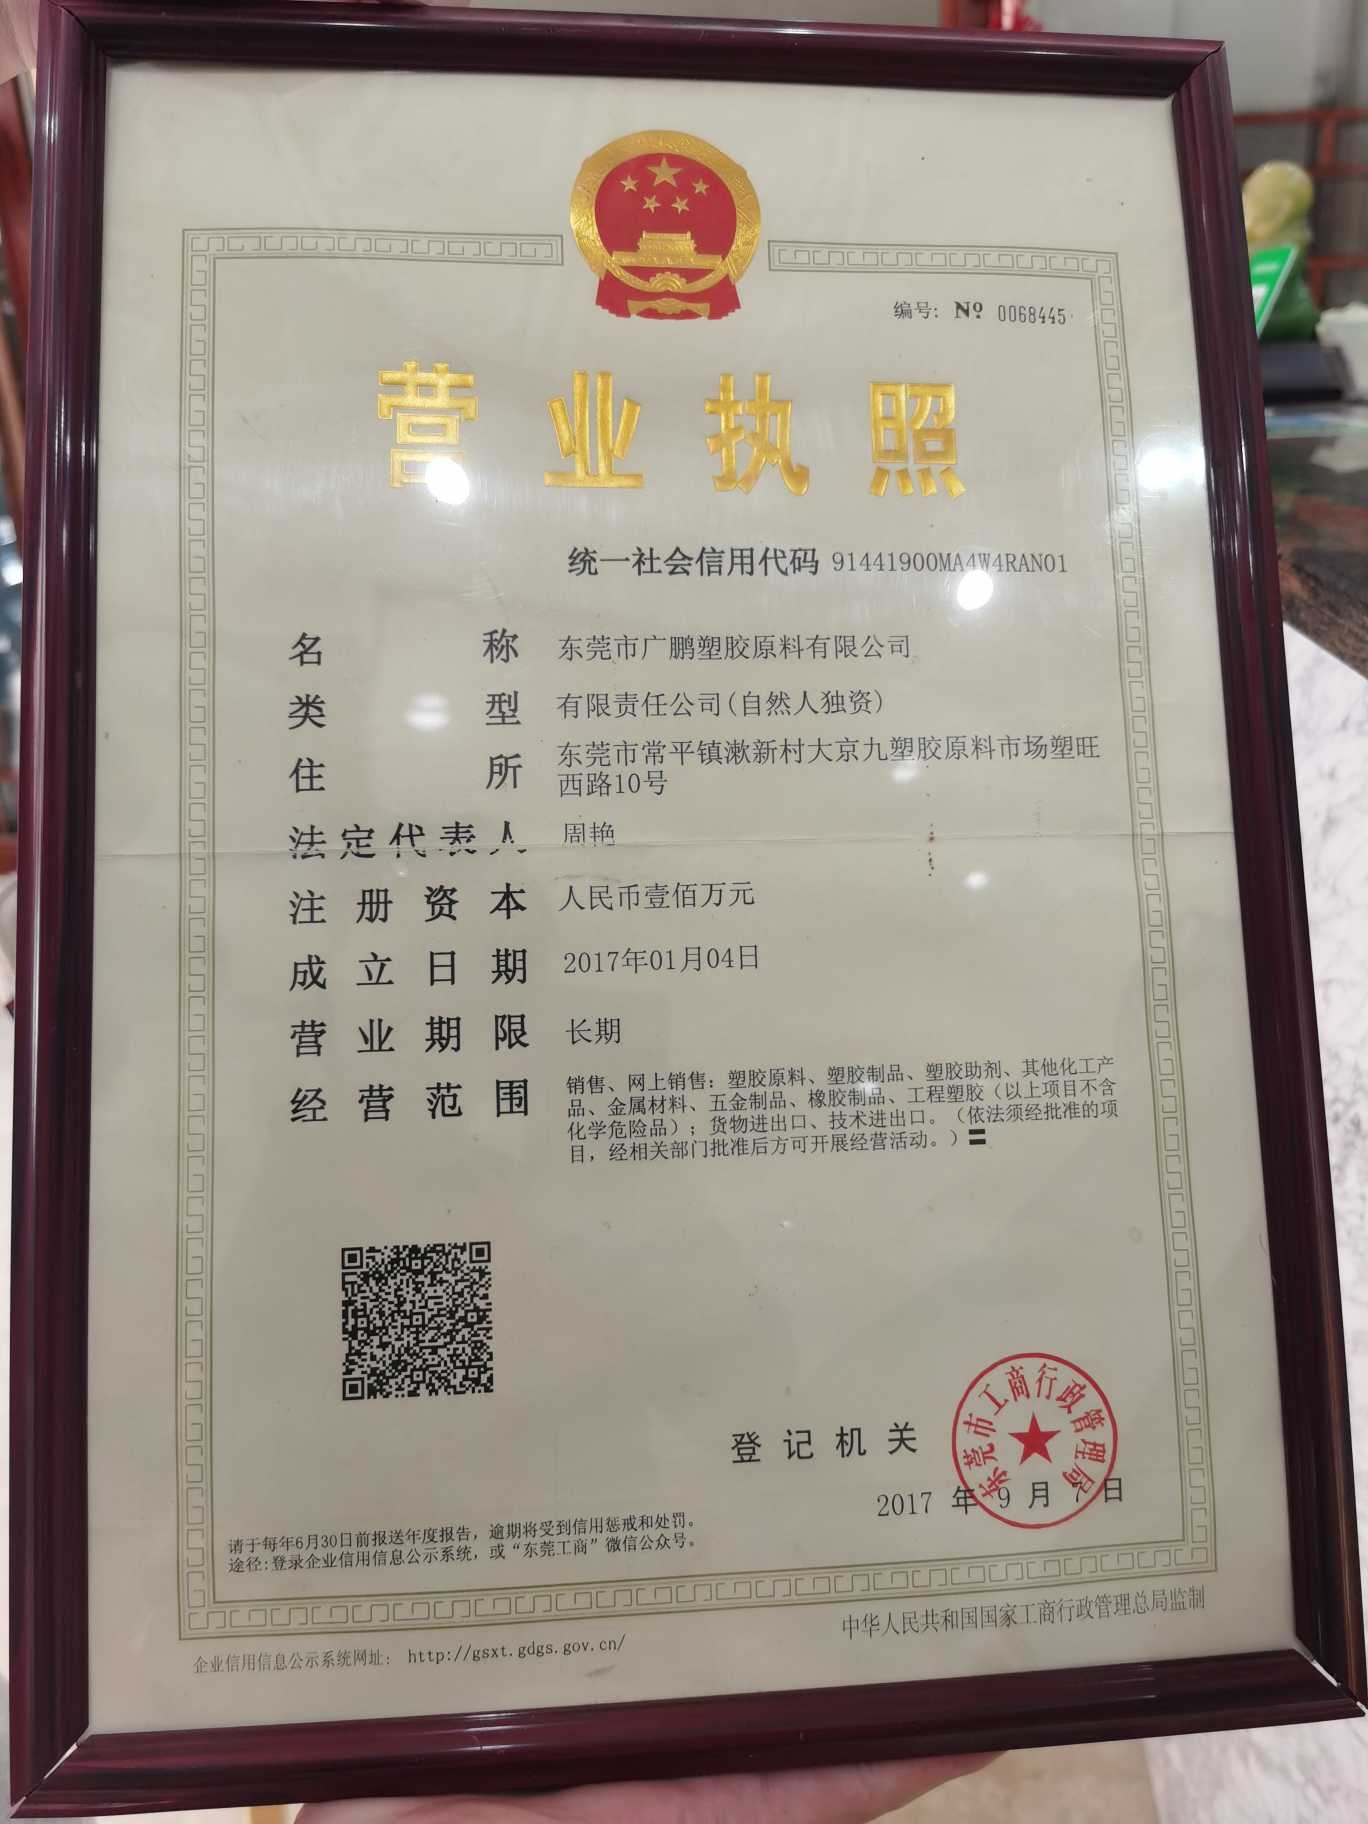 编号: No 0068445
营业执照
统一社会信用代码 91441900MA4W4RAN01
名称 东莞市广鹏塑胶原料有限公司
类型 有限责任公司(自然人独资)
住所 东莞市常平镇漱新村大京九塑胶原料市场塑旺
西路10号
法定代表人 周艳
注册资本 人民币壹佰万元
成立日期 2017年01月04日
营业期限 长期
经营范围 销售、网上销售：塑胶原料、塑胶制品、塑胶助剂、其他化工产
品、金属材料、五金制品、橡胶制品、工程塑胶（以上项目不含
化学危险品）；货物进出口、技术进出口。（依法须经批准的项
目，经相关部门批准后方可开展经营活动。）〓
登记机关
东莞市工商行政管理局
2017 年 9 月 7 日
请于每年6月30日前报送年度报告，逾期将受到信用惩戒和处罚。
途径:登录企业信用信息公示系统，或“东莞工商”微信公众号。
企业信用信息公示系统网址： http://gsxt.gdgs.gov.cn/
中华人民共和国国家工商行政管理总局监制